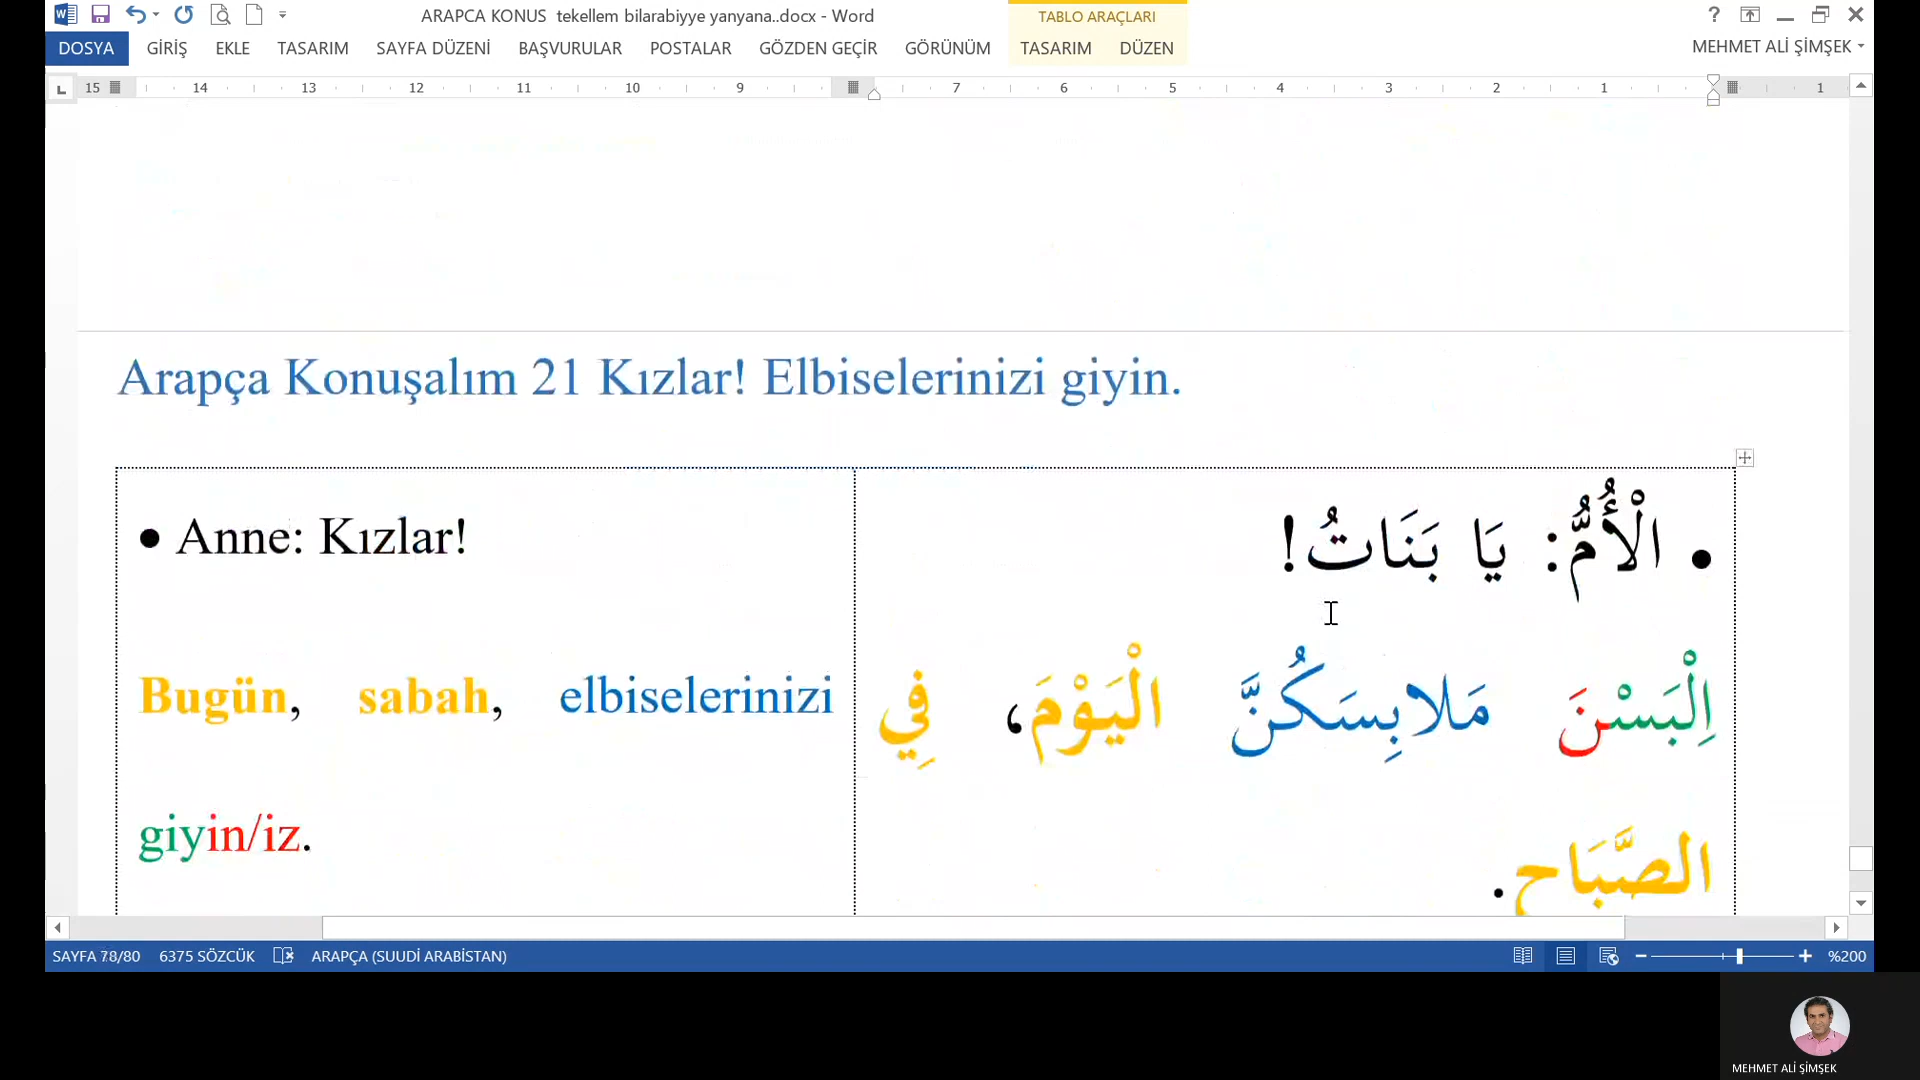 ARAPCA KONUS  tekellem bilarabiyye yanyana..docx - Word
TABLO ARAÇLARI
DOSYA GİRİŞ EKLE TASARIM SAYFA DÜZENİ BAŞVURULAR POSTALAR GÖZDEN GEÇİR GÖRÜNÜM TASARIM DÜZEN MEHMET ALİ ŞİMŞEK
15 14 13 12 11 10 9 7 6 5 4 3 2 1 1
Arapça Konuşalım 21 Kızlar! Elbiselerinizi giyin.
• Anne: Kızlar!
Bugün, sabah, elbiselerinizi
giyin/iz.
• الْأُمُّ: يَا بَنَاتُ!
اِلْبَسْنَ مَلابِسَكُنَّ الْيَوْمَ، فِي
الصَّبَاح.
SAYFA 78/80 6375 SÖZCÜK ARAPÇA (SUUDİ ARABİSTAN) %200
MEHMET ALİ ŞİMŞEK